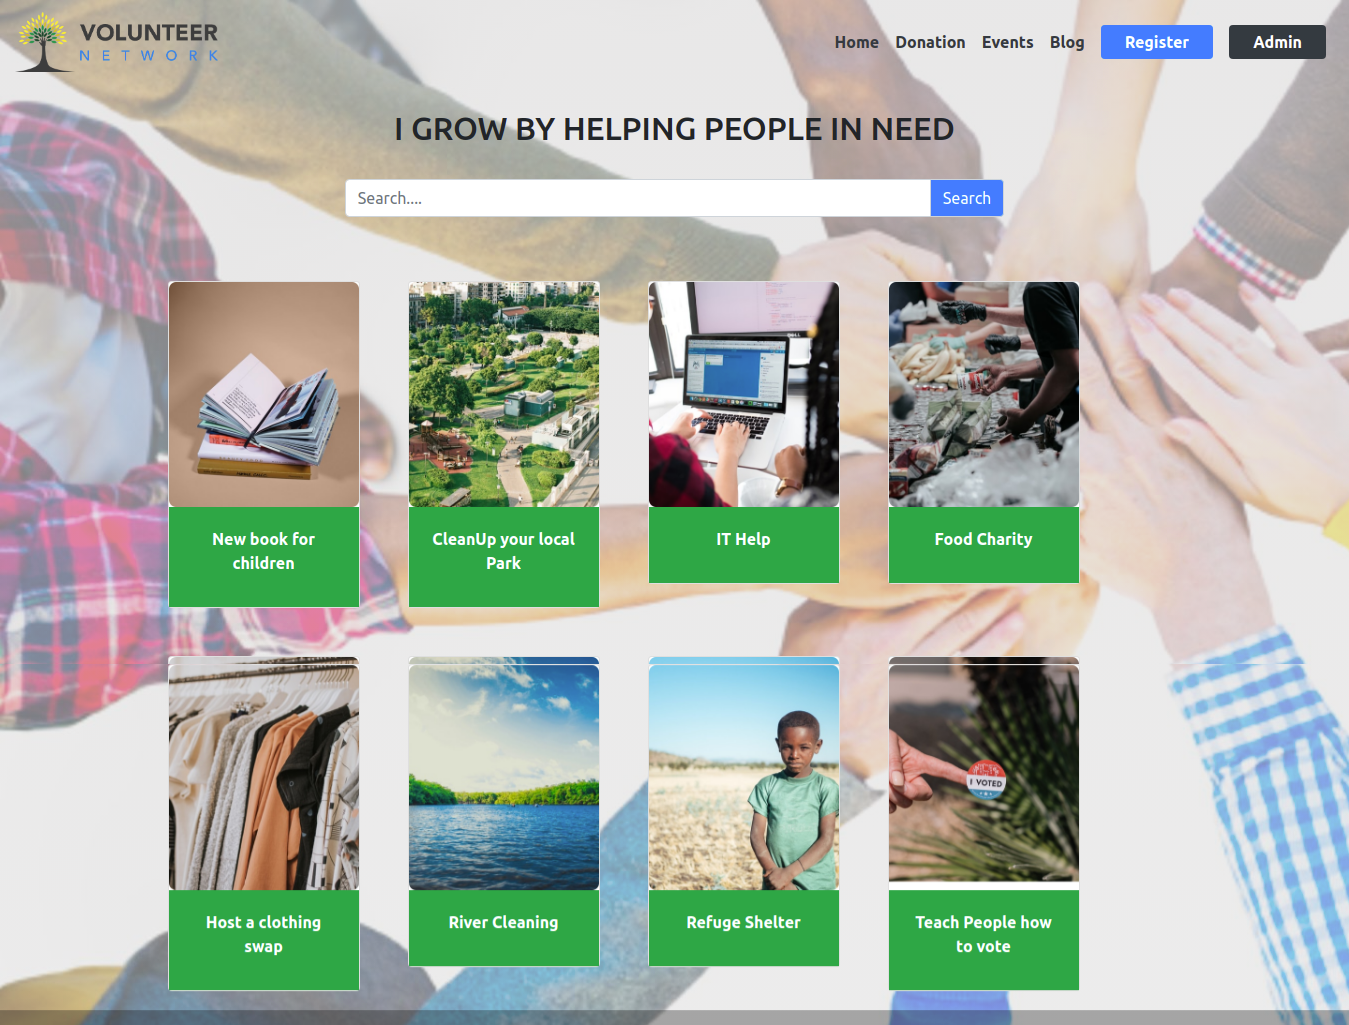 VOLUNTEER
NETWORK
Home Donation Events Blog Register Admin
I GROW BY HELPING PEOPLE IN NEED
Search.... Search
DELL
New book for
children
CleanUp your local
Park
IT Help
Food Charity
I VOTED
Host a clothing
swap
River Cleaning
Refuge Shelter
Teach People how
to vote